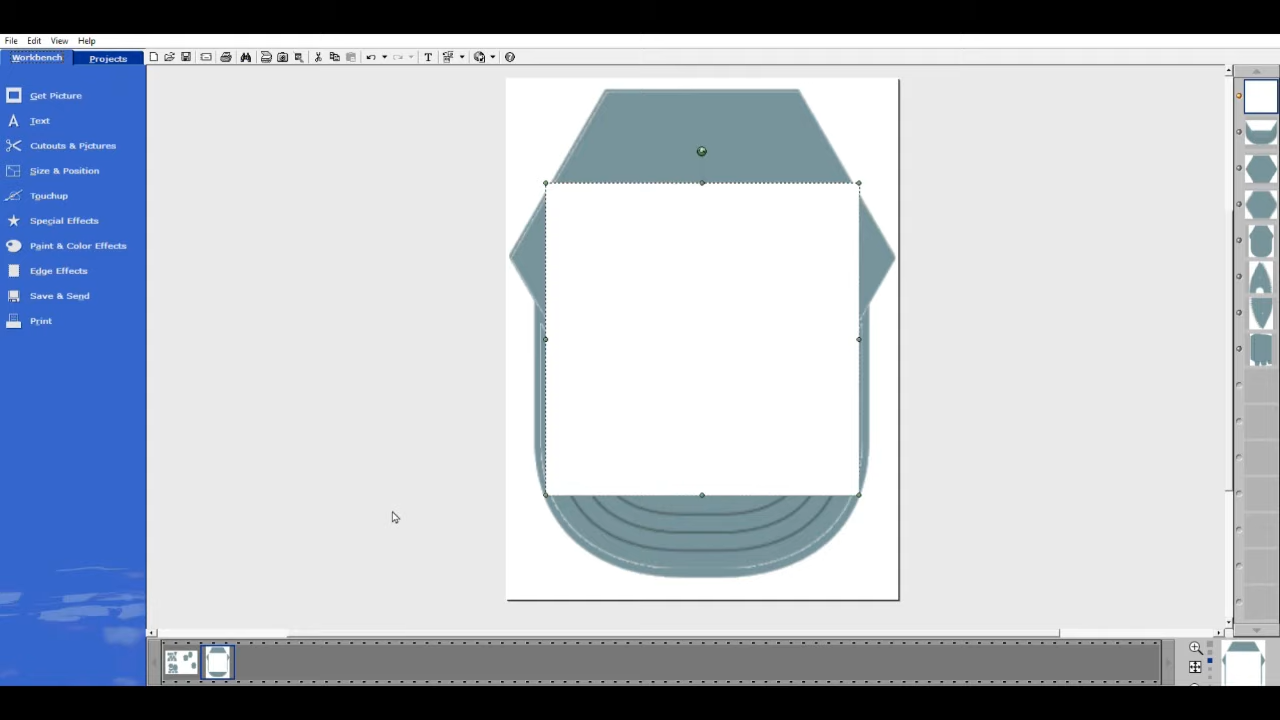 File Edit View Help
Workbench Projects
Get Picture
Text
Cutouts & Pictures
Size & Position
Touchup
Special Effects
Paint & Color Effects
Edge Effects
Save & Send
Print